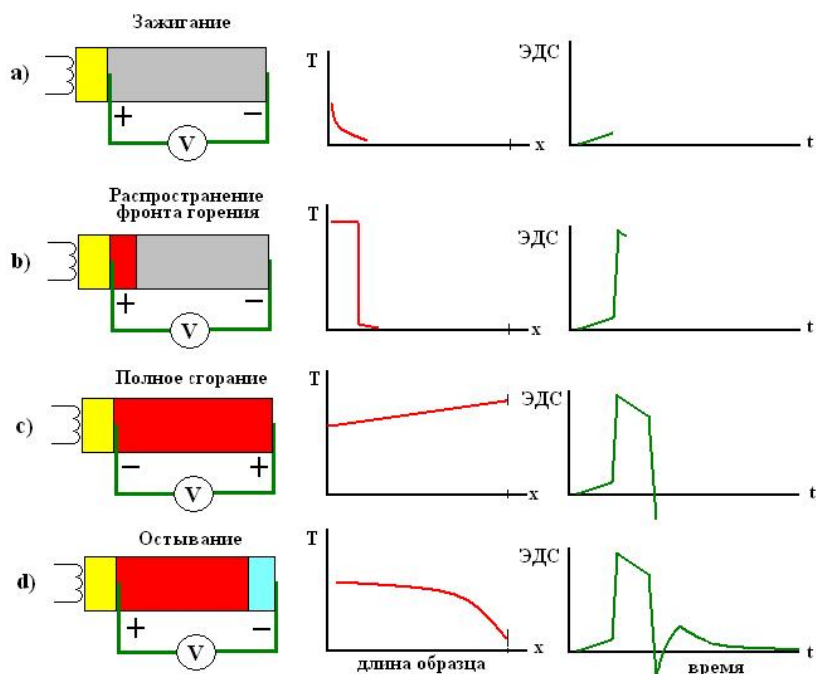 Зажигание
a)
+
−
V
T
x
ЭДС
t
Распространение
фронта горения
b)
+
−
V
T
x
ЭДС
t
Полное сгорание
c)
−
+
V
T
x
ЭДС
t
Остывание
d)
+
−
V
T
x
длина образца
ЭДС
t
время